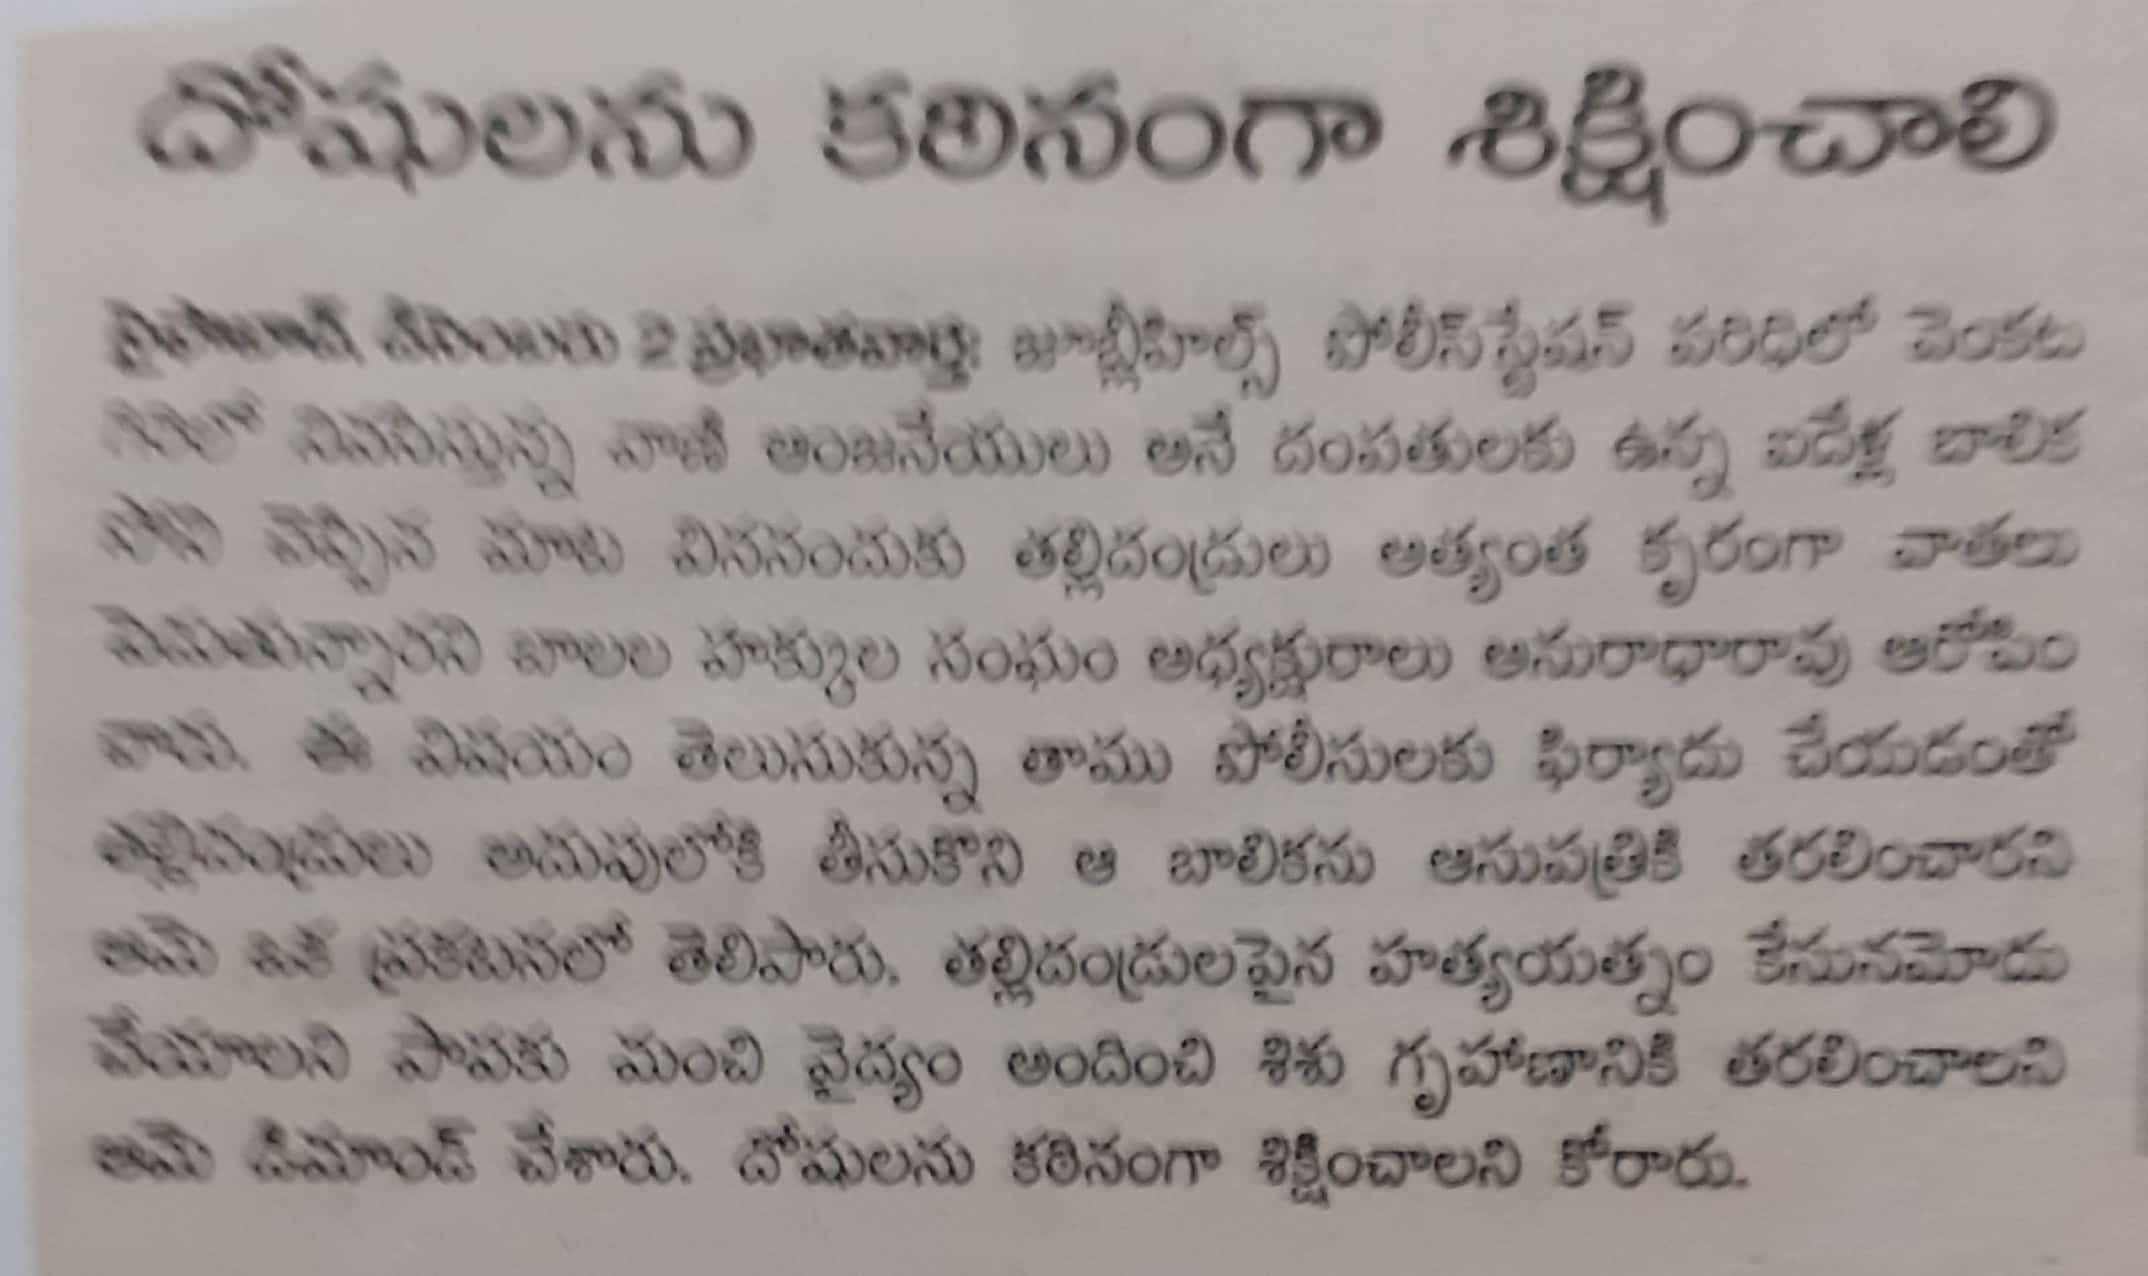 దోషులను కఠినంగా శిక్షించాలి
హైదరాబాద్ డిసెంబరు 2 ప్రభాతవార్త: జూబ్లీహిల్స్ పోలీస్‌స్టేషన్ పరిధిలో వెంకట
గిరిలో నివసిస్తున్న వాణి ఆంజనేయులు అనే దంపతులకు ఉన్న ఐదేళ్ల బాలిక
చెప్పిన మాట విననందుకు తల్లిదండ్రులు అత్యంత కృరంగా వాతలు
పెడుతున్నారని బాలల హక్కుల సంఘం అధ్యక్షురాలు అనురాధారావు ఆరోపిం
చారు. ఈ విషయం తెలుసుకున్న తాము పోలీసులకు ఫిర్యాదు చేయడంతో
తల్లిదండ్రులు అదుపులోకి తీసుకొని ఆ బాలికను ఆసుపత్రికి తరలించారని
ఆమె ఒక ప్రకటనలో తెలిపారు. తల్లిదండ్రులపైన హత్యయత్నం కేసునమోదు
చేయాలని పాపకు మంచి వైద్యం అందించి శిశు గృహాణానికి తరలించాలని
ఆమె డిమాండ్ చేశారు. దోషులను కఠినంగా శిక్షించాలని కోరారు.